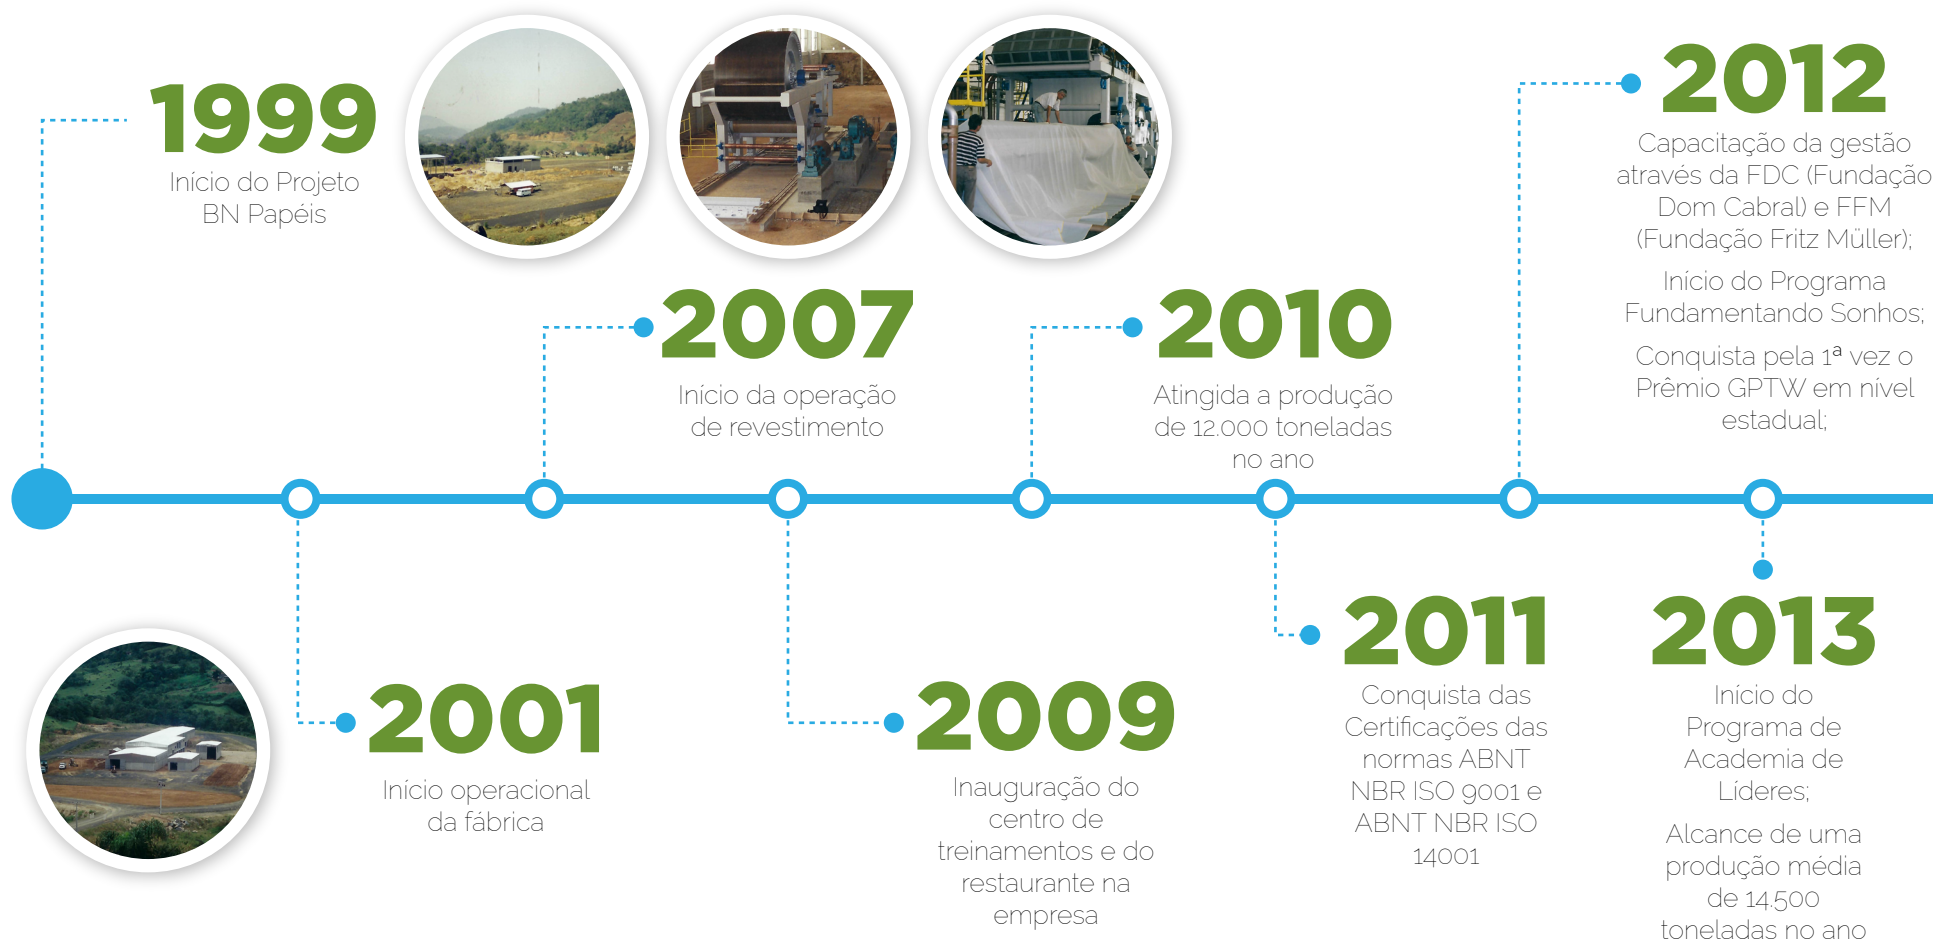 1999
Início do Projeto
BN Papéis
2001
Início operacional
da fábrica
2007
Início da operação
de revestimento
2009
Inauguração do
centro de
treinamentos e do
restaurante na
empresa
2010
Atingida a produção
de 12.000 toneladas
no ano
2011
Conquista das
Certificações das
normas ABNT
NBR ISO 9001 e
ABNT NBR ISO
14001
2012
Capacitação da gestão
através da FDC (Fundação
Dom Cabral) e FFM
(Fundação Fritz Müller);
Início do Programa
Fundamentando Sonhos;
Conquista pela 1ª vez o
Prêmio GPTW em nível
estadual;
2013
Início do
Programa de
Academia de
Líderes;
Alcance de uma
produção média
de 14.500
toneladas no ano